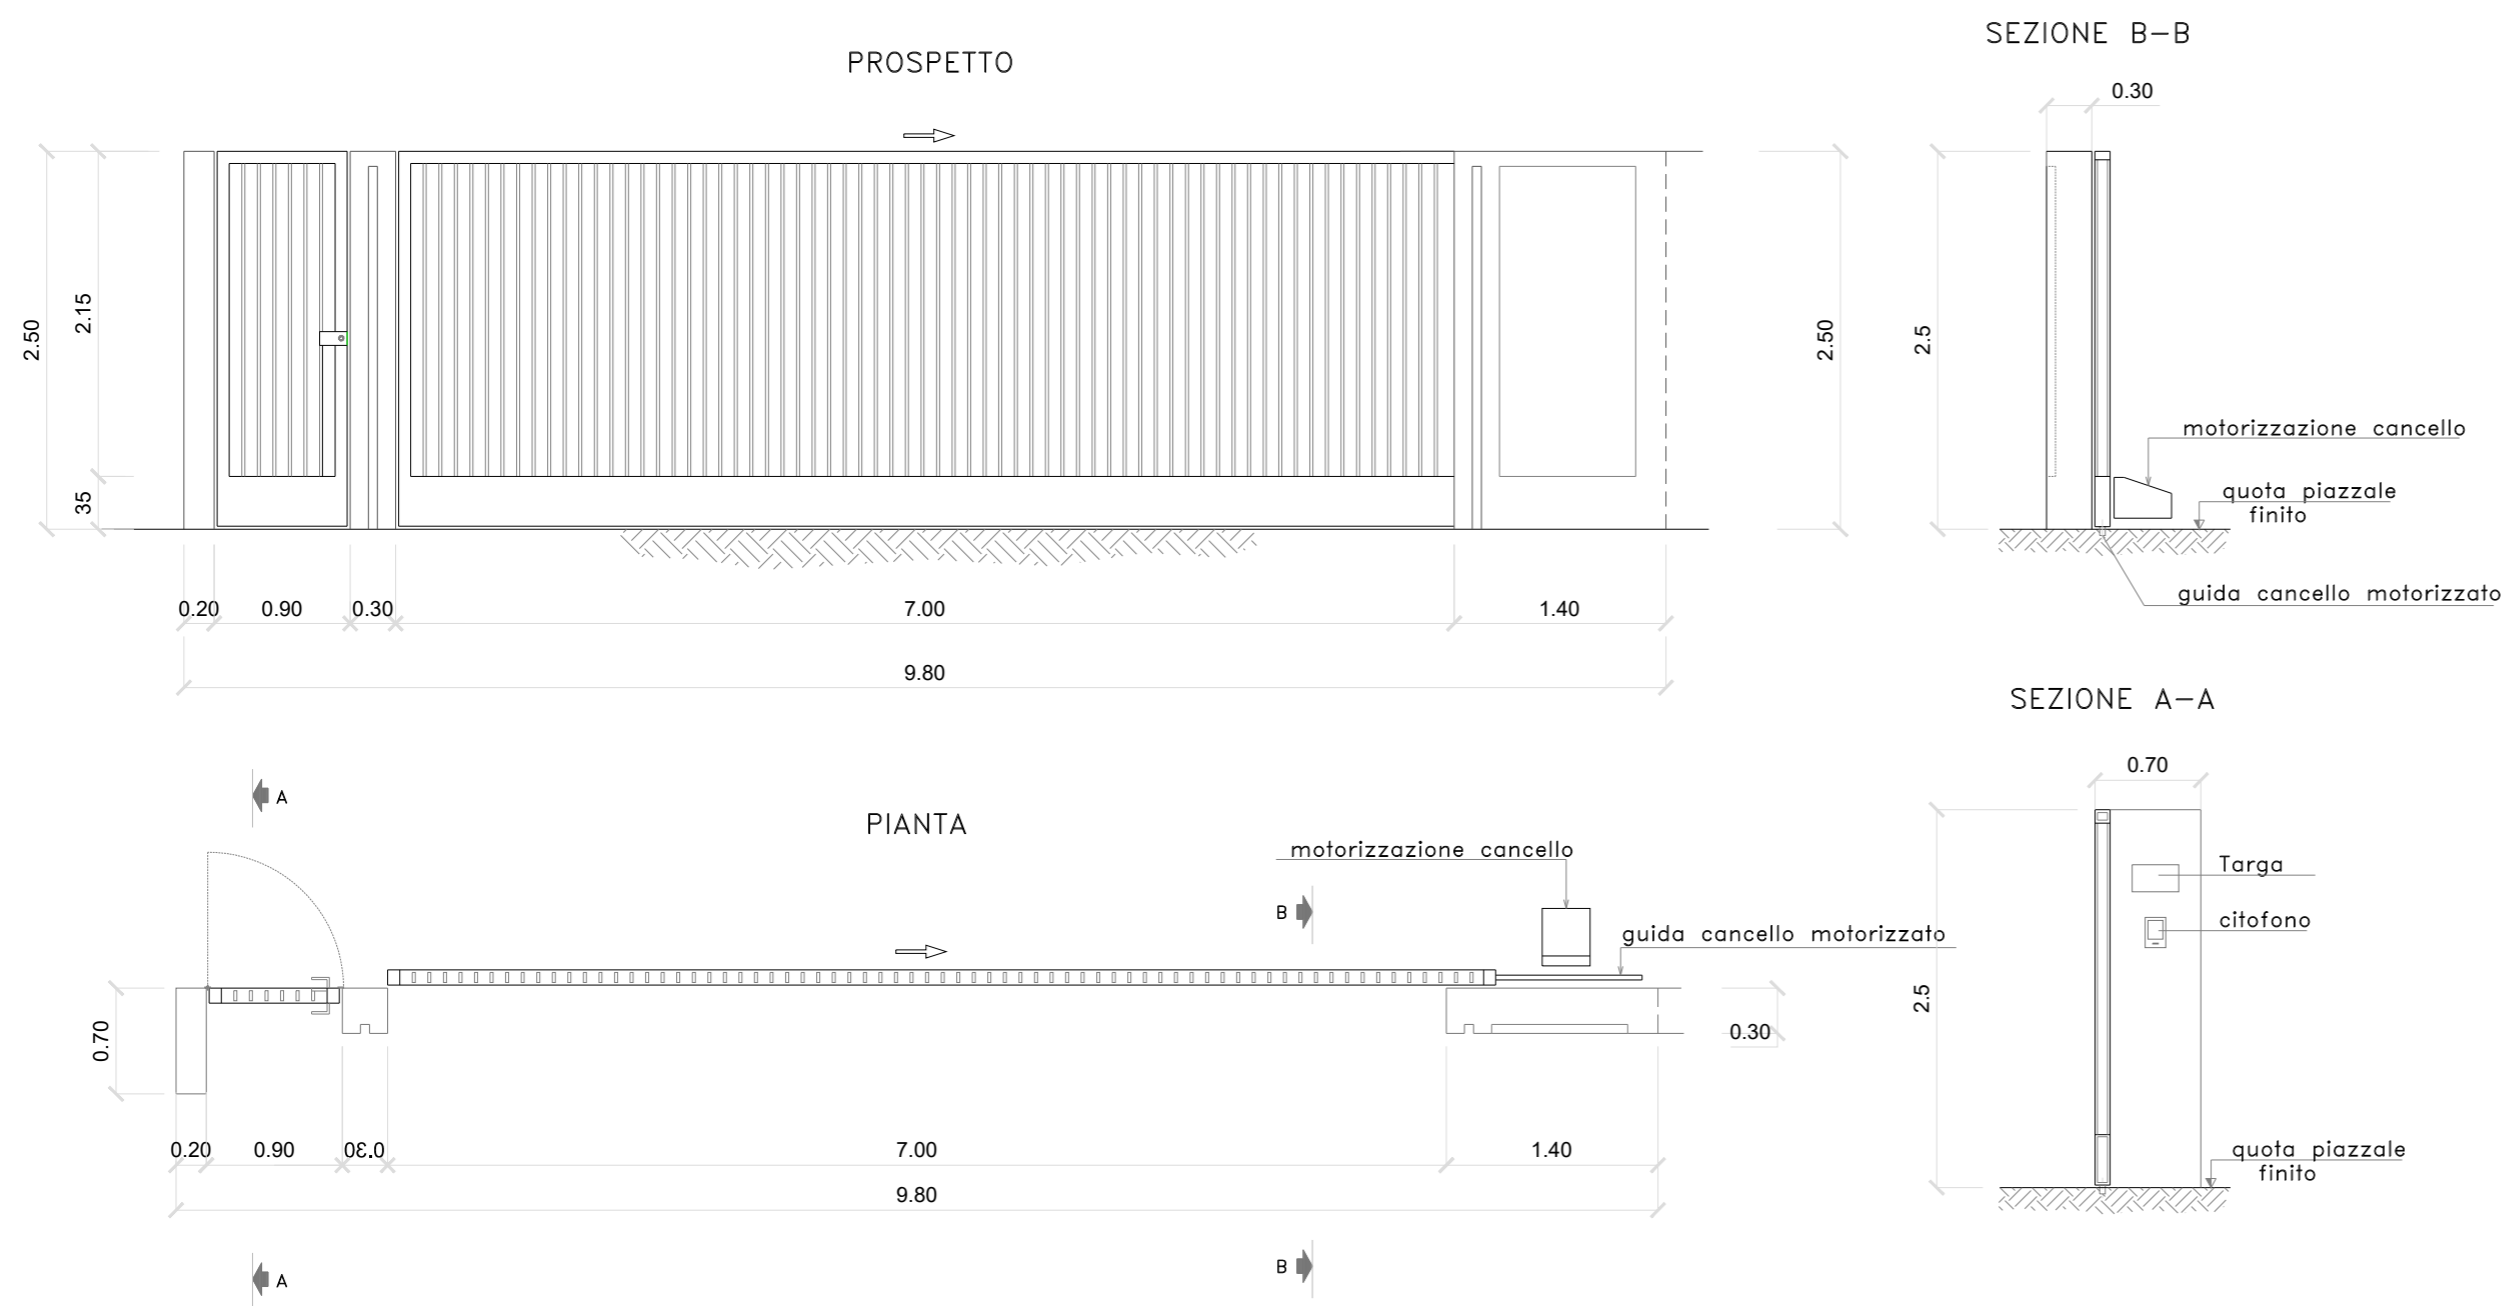 SEZIONE B-B
PROSPETTO
0.30
2.50
2.15
35
2.50
2.5
motorizzazione cancello
quota piazzale
finito
guida cancello motorizzato
0.20
0.90
0.30
7.00
1.40
9.80
SEZIONE A-A
0.70
A
PIANTA
motorizzazione cancello
B
guida cancello motorizzato
Targa
citofono
0.70
0.30
2.5
0.20
0.90
0.30
7.00
1.40
quota piazzale
finito
9.80
A
B